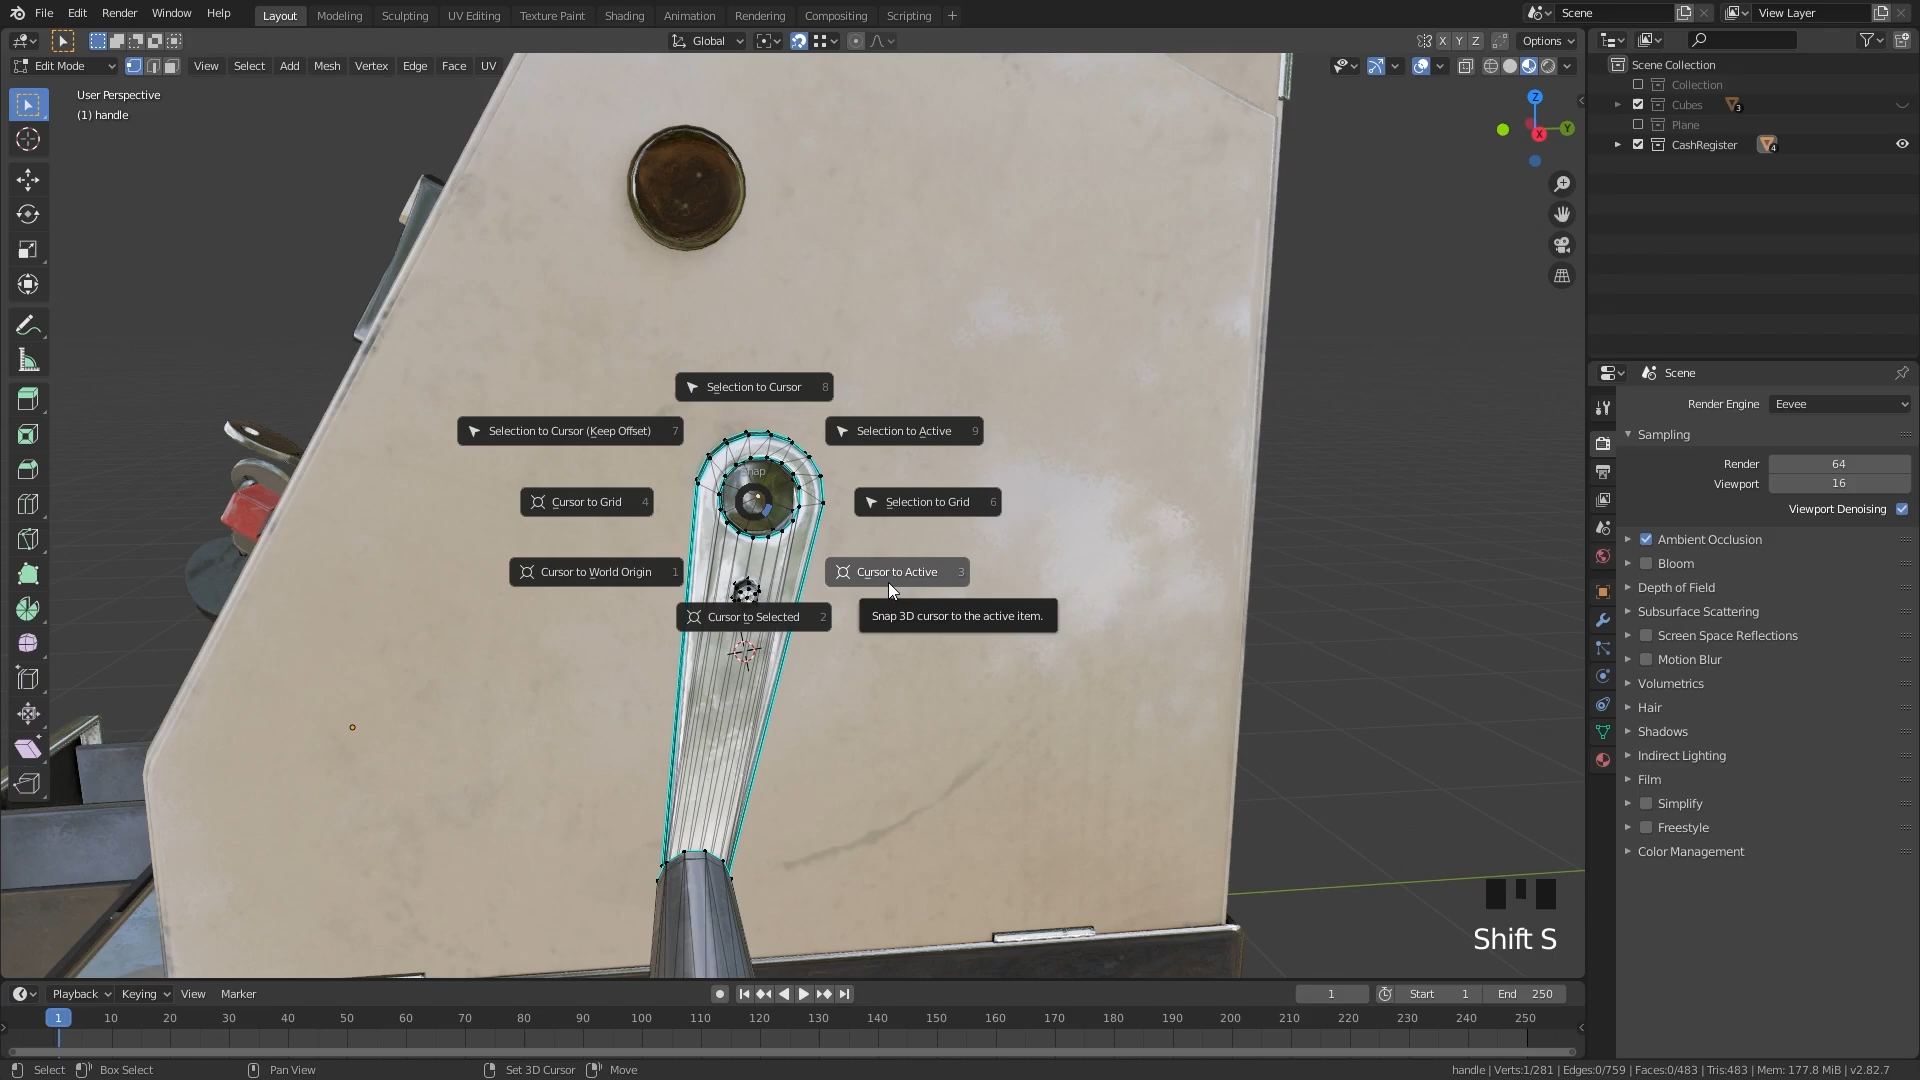 File Edit Render Window Help
Layout Modeling Sculpting UV Editing Texture Paint Shading Animation Rendering Compositing Scripting +
Scene
View Layer
Global
X Y Z
Options
Edit Mode View Select Add Mesh Vertex Edge Face UV
User Perspective
(1) handle
Z
Y
X
Selection to Cursor 8
Selection to Cursor (Keep Offset) 7
Selection to Active 9
Snap
Cursor to Grid 4
Selection to Grid 6
Cursor to World Origin 1
Cursor to Active 3
Cursor to Selected 2
Snap 3D cursor to the active item.
Shift S
Scene Collection
Collection
Cubes 3
Plane
CashRegister 4
Scene
Render Engine Eevee
Sampling
Render 64
Viewport 16
Viewport Denoising
Ambient Occlusion
Bloom
Depth of Field
Subsurface Scattering
Screen Space Reflections
Motion Blur
Volumetrics
Hair
Shadows
Indirect Lighting
Film
Simplify
Freestyle
Color Management
Playback Keying View Marker
1 Start 1 End 250
1 10 20 30 40 50 60 70 80 90 100 110 120 130 140 150 160 170 180 190 200 210 220 230 240 250
Select Box Select Pan View Set 3D Cursor Move
handle | Verts:1/281 | Edges:0/759 | Faces:0/483 | Tris:483 | Mem: 177.8 MiB | v2.82.7